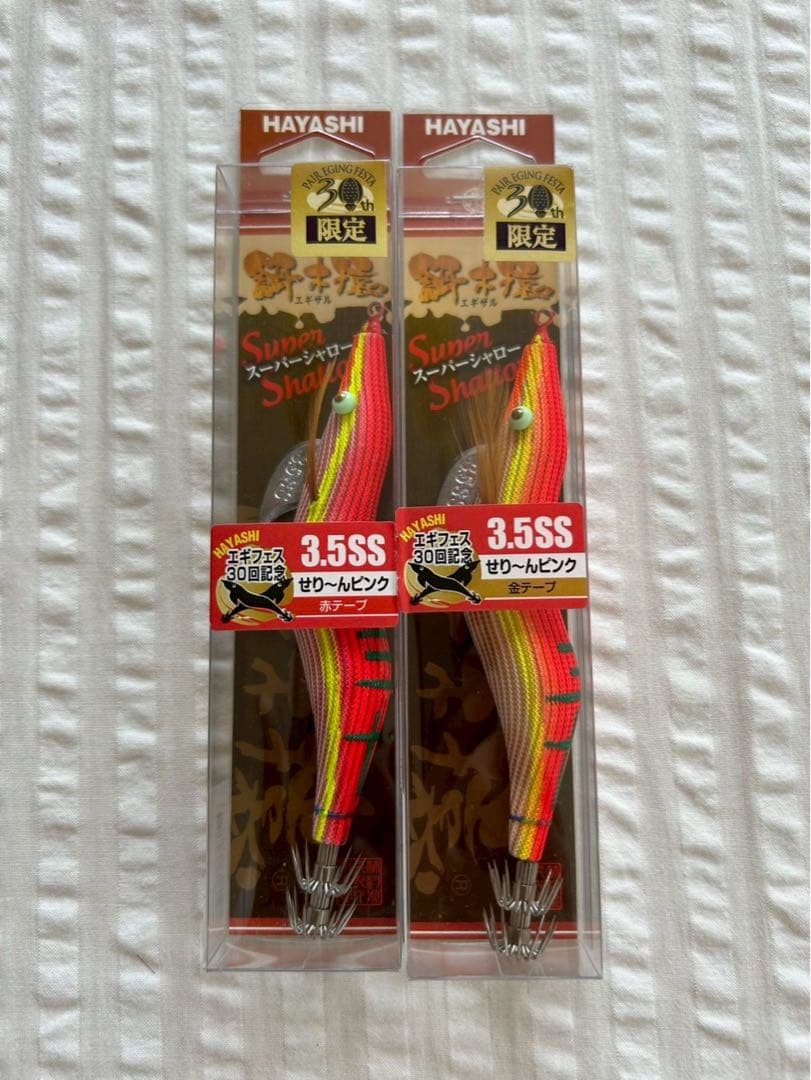 HAYASHI
PAIR EGING FESTA
30th
限定
餌木猿
エギザル
Super
スーパーシャロー
Shallo
HAYASHI
エギフェス
30回記念
3.5SS
せり〜んピンク
赤テープ
HAYASHI
PAIR EGING FESTA
30th
限定
餌木猿
エギザル
Super
スーパーシャロー
Shallo
HAYASHI
エギフェス
30回記念
3.5SS
せり〜んピンク
金テープ